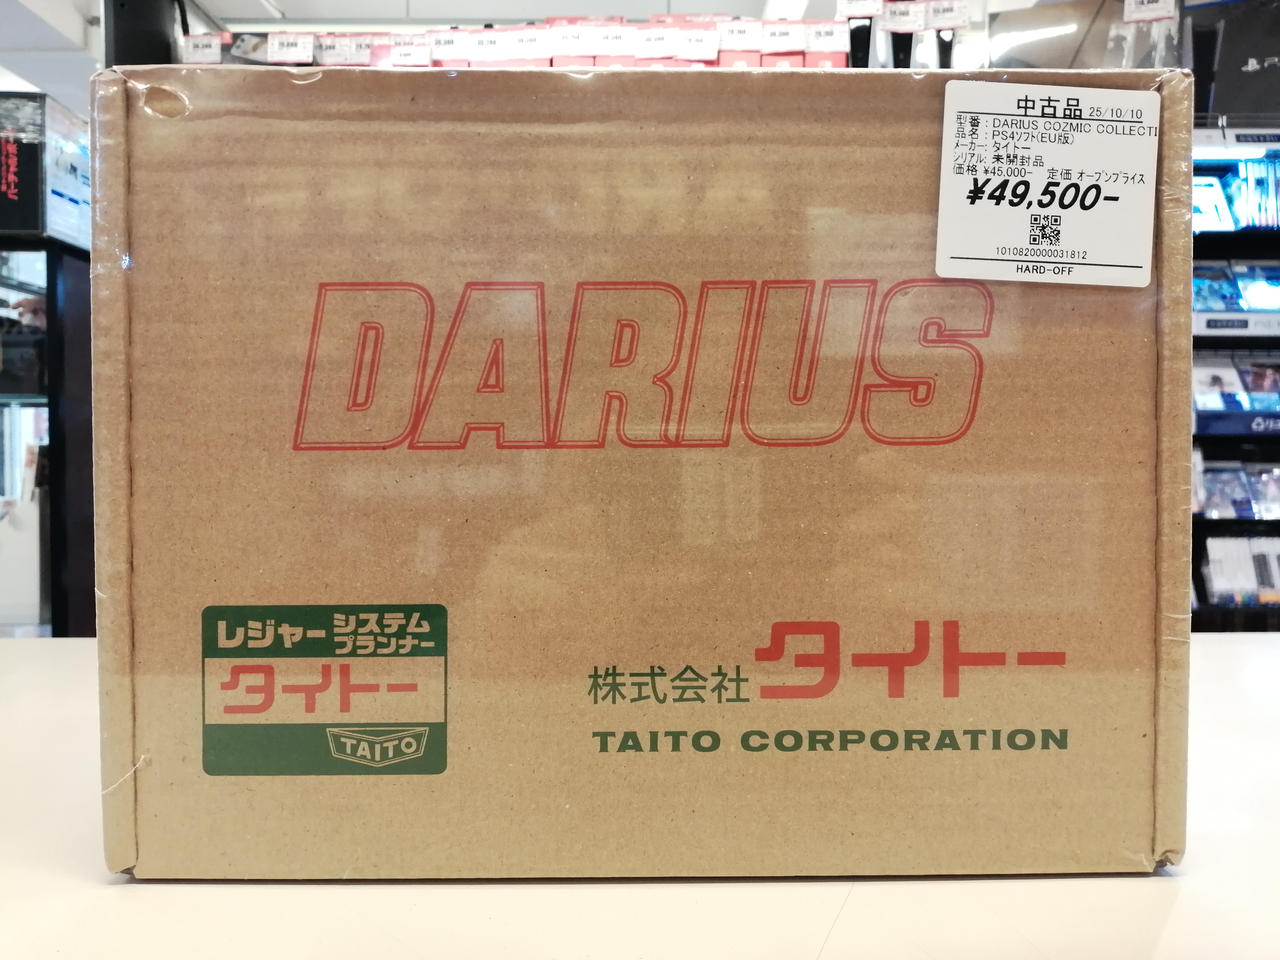 中古品 25/10/10
型番 : DARIUS COZMIC COLLECTI
品名 : PS4ソフト(EU版)
メーカー: タイトー
シリアル: 未開封品
価格 ¥45,000- 定価 オープンプライス
¥49,500-
1010820000031812
HARD-OFF
DARIUS
レジャーシステム
プランナー
タイトー
TAITO
株式会社タイトー
TAITO CORPORATION